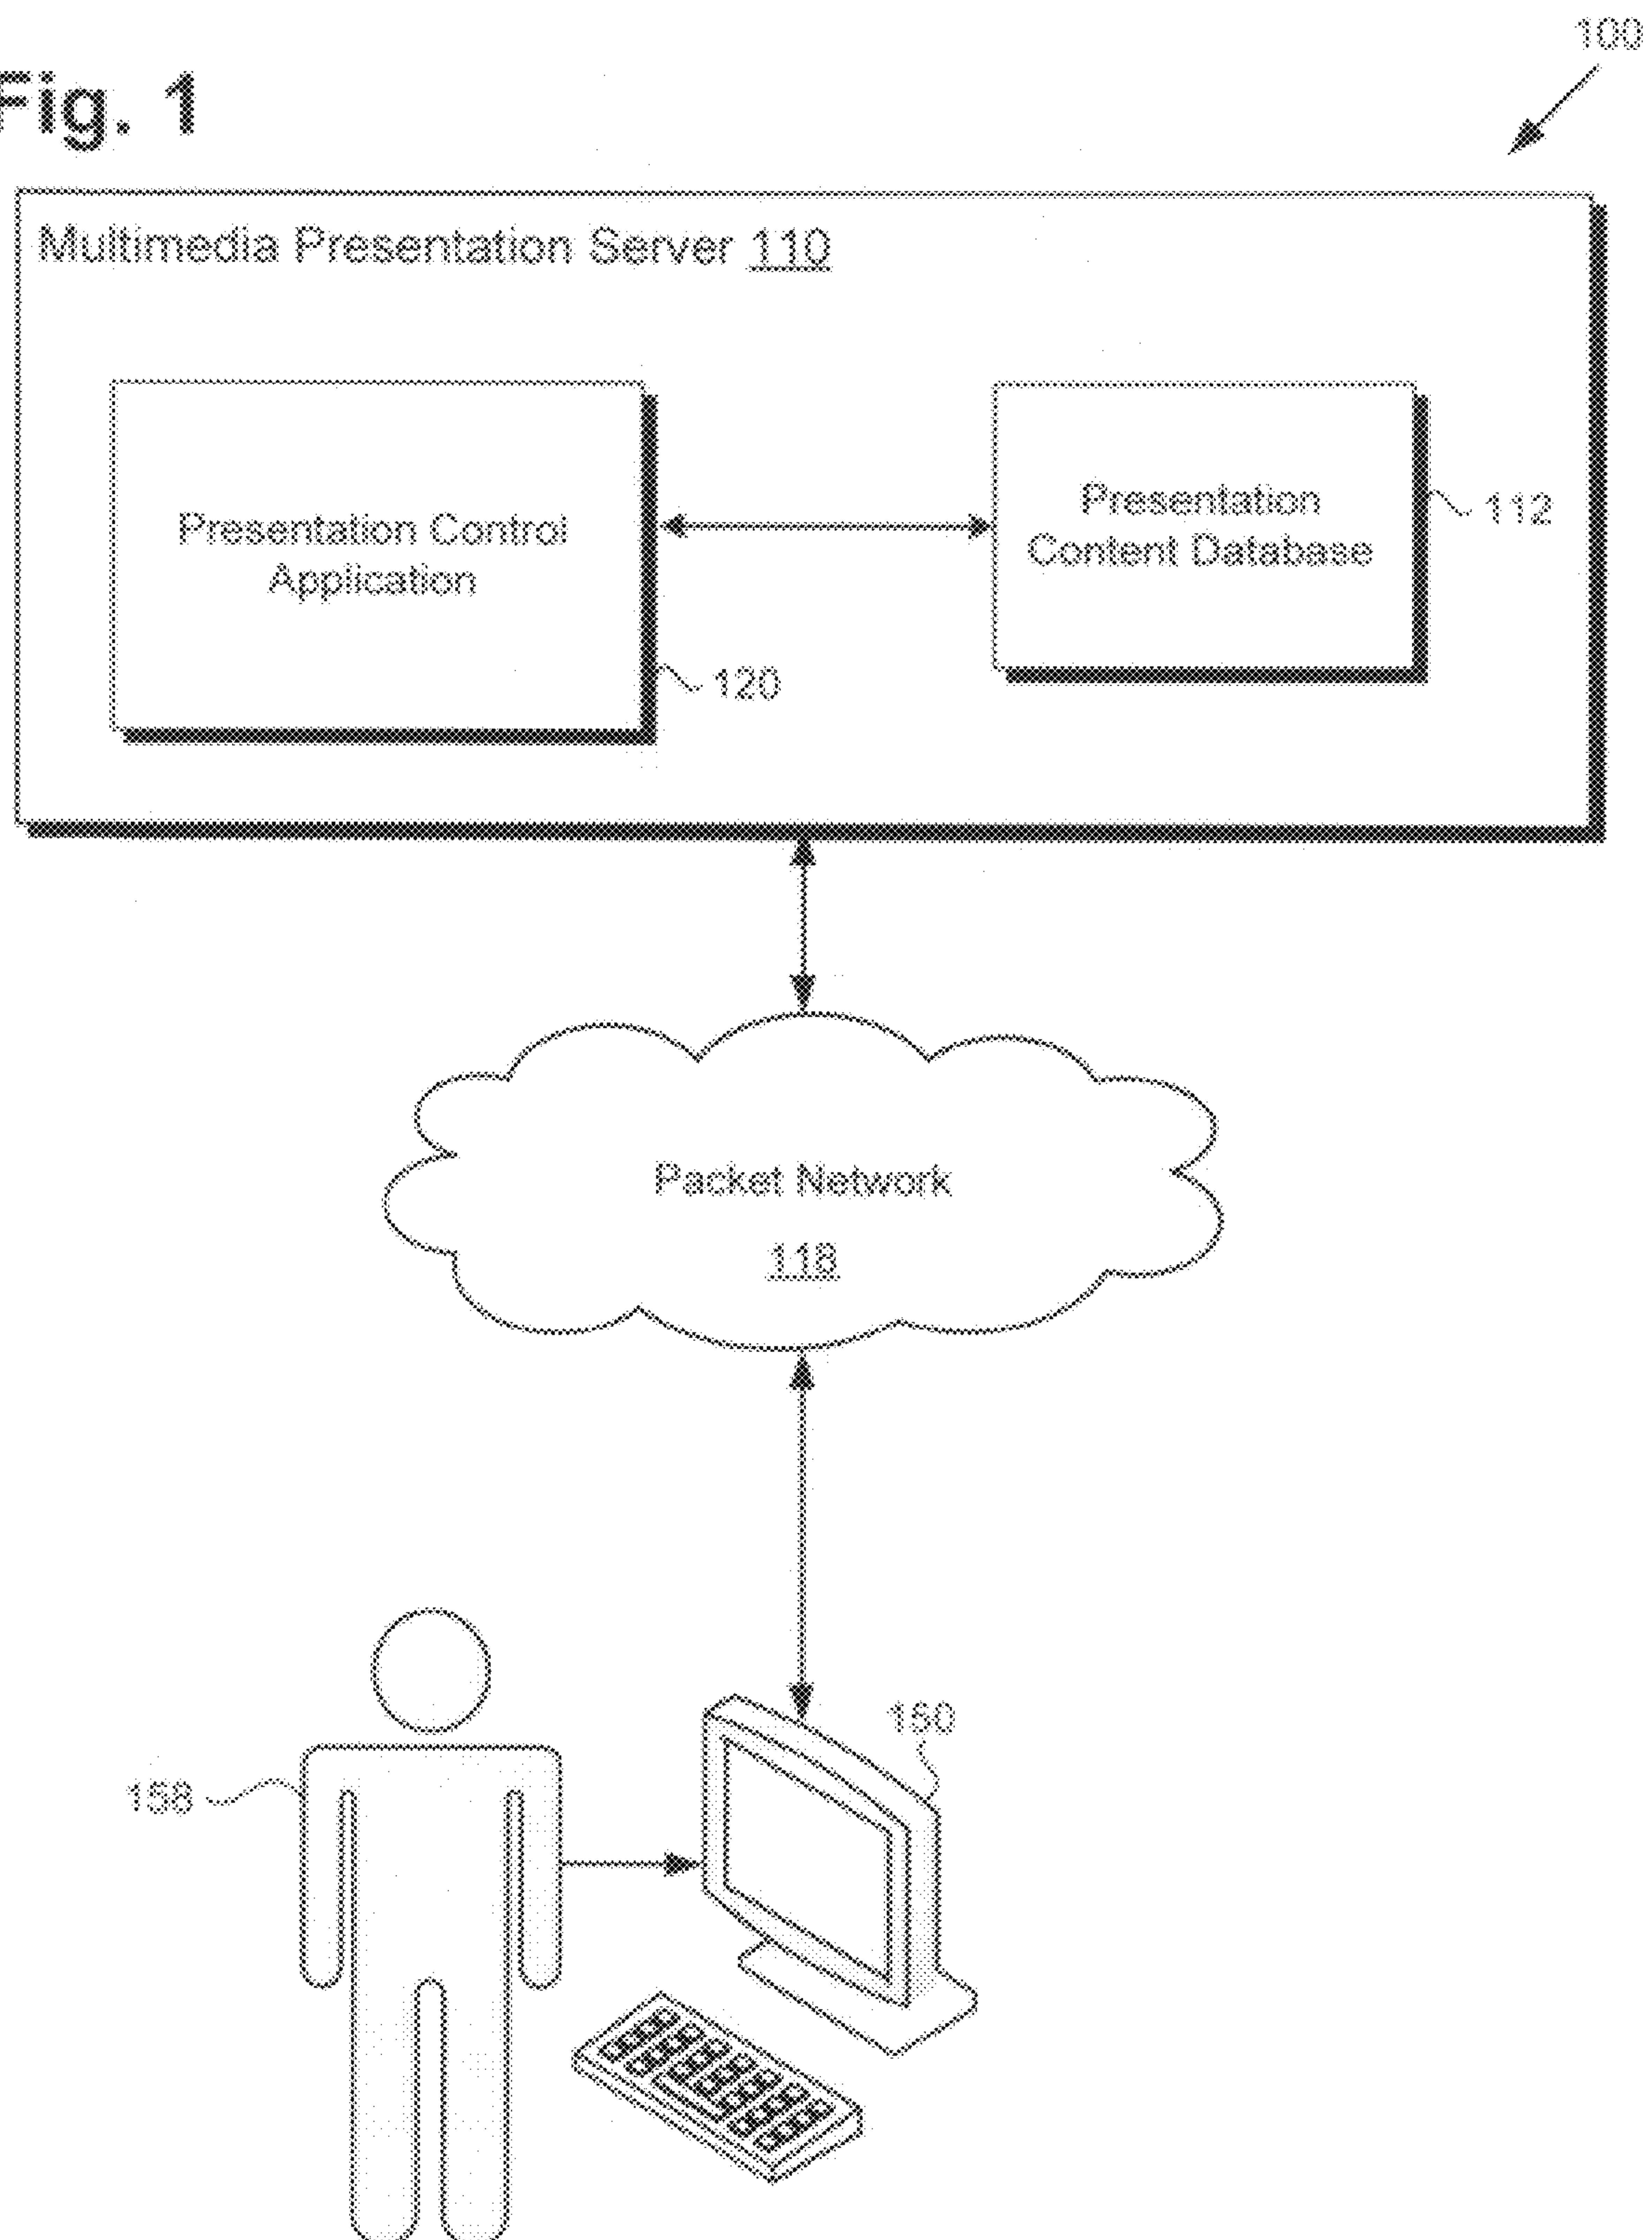 100
Fig. 1
Multimedia Presentation Server 110
Presentation Control
Application
Presentation
Content Database
112
120
Packet Network
118
150
158